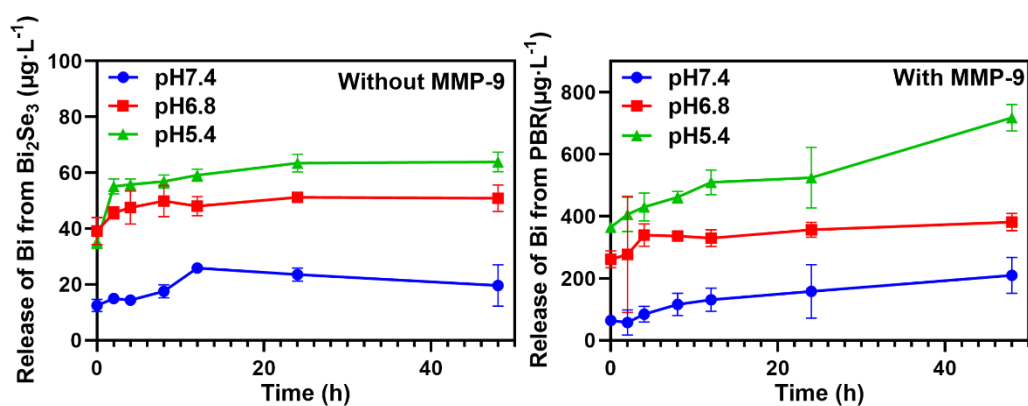 Release of Bi from Bi₂Se₃ (µg·L⁻¹)
100
80
60
40
20
0
pH7.4
pH6.8
pH5.4
Without MMP-9
0 20 40
Time (h)
Release of Bi from PBR(µg·L⁻¹)
800
600
400
200
0
pH7.4
pH6.8
pH5.4
With MMP-9
0 20 40
Time (h)